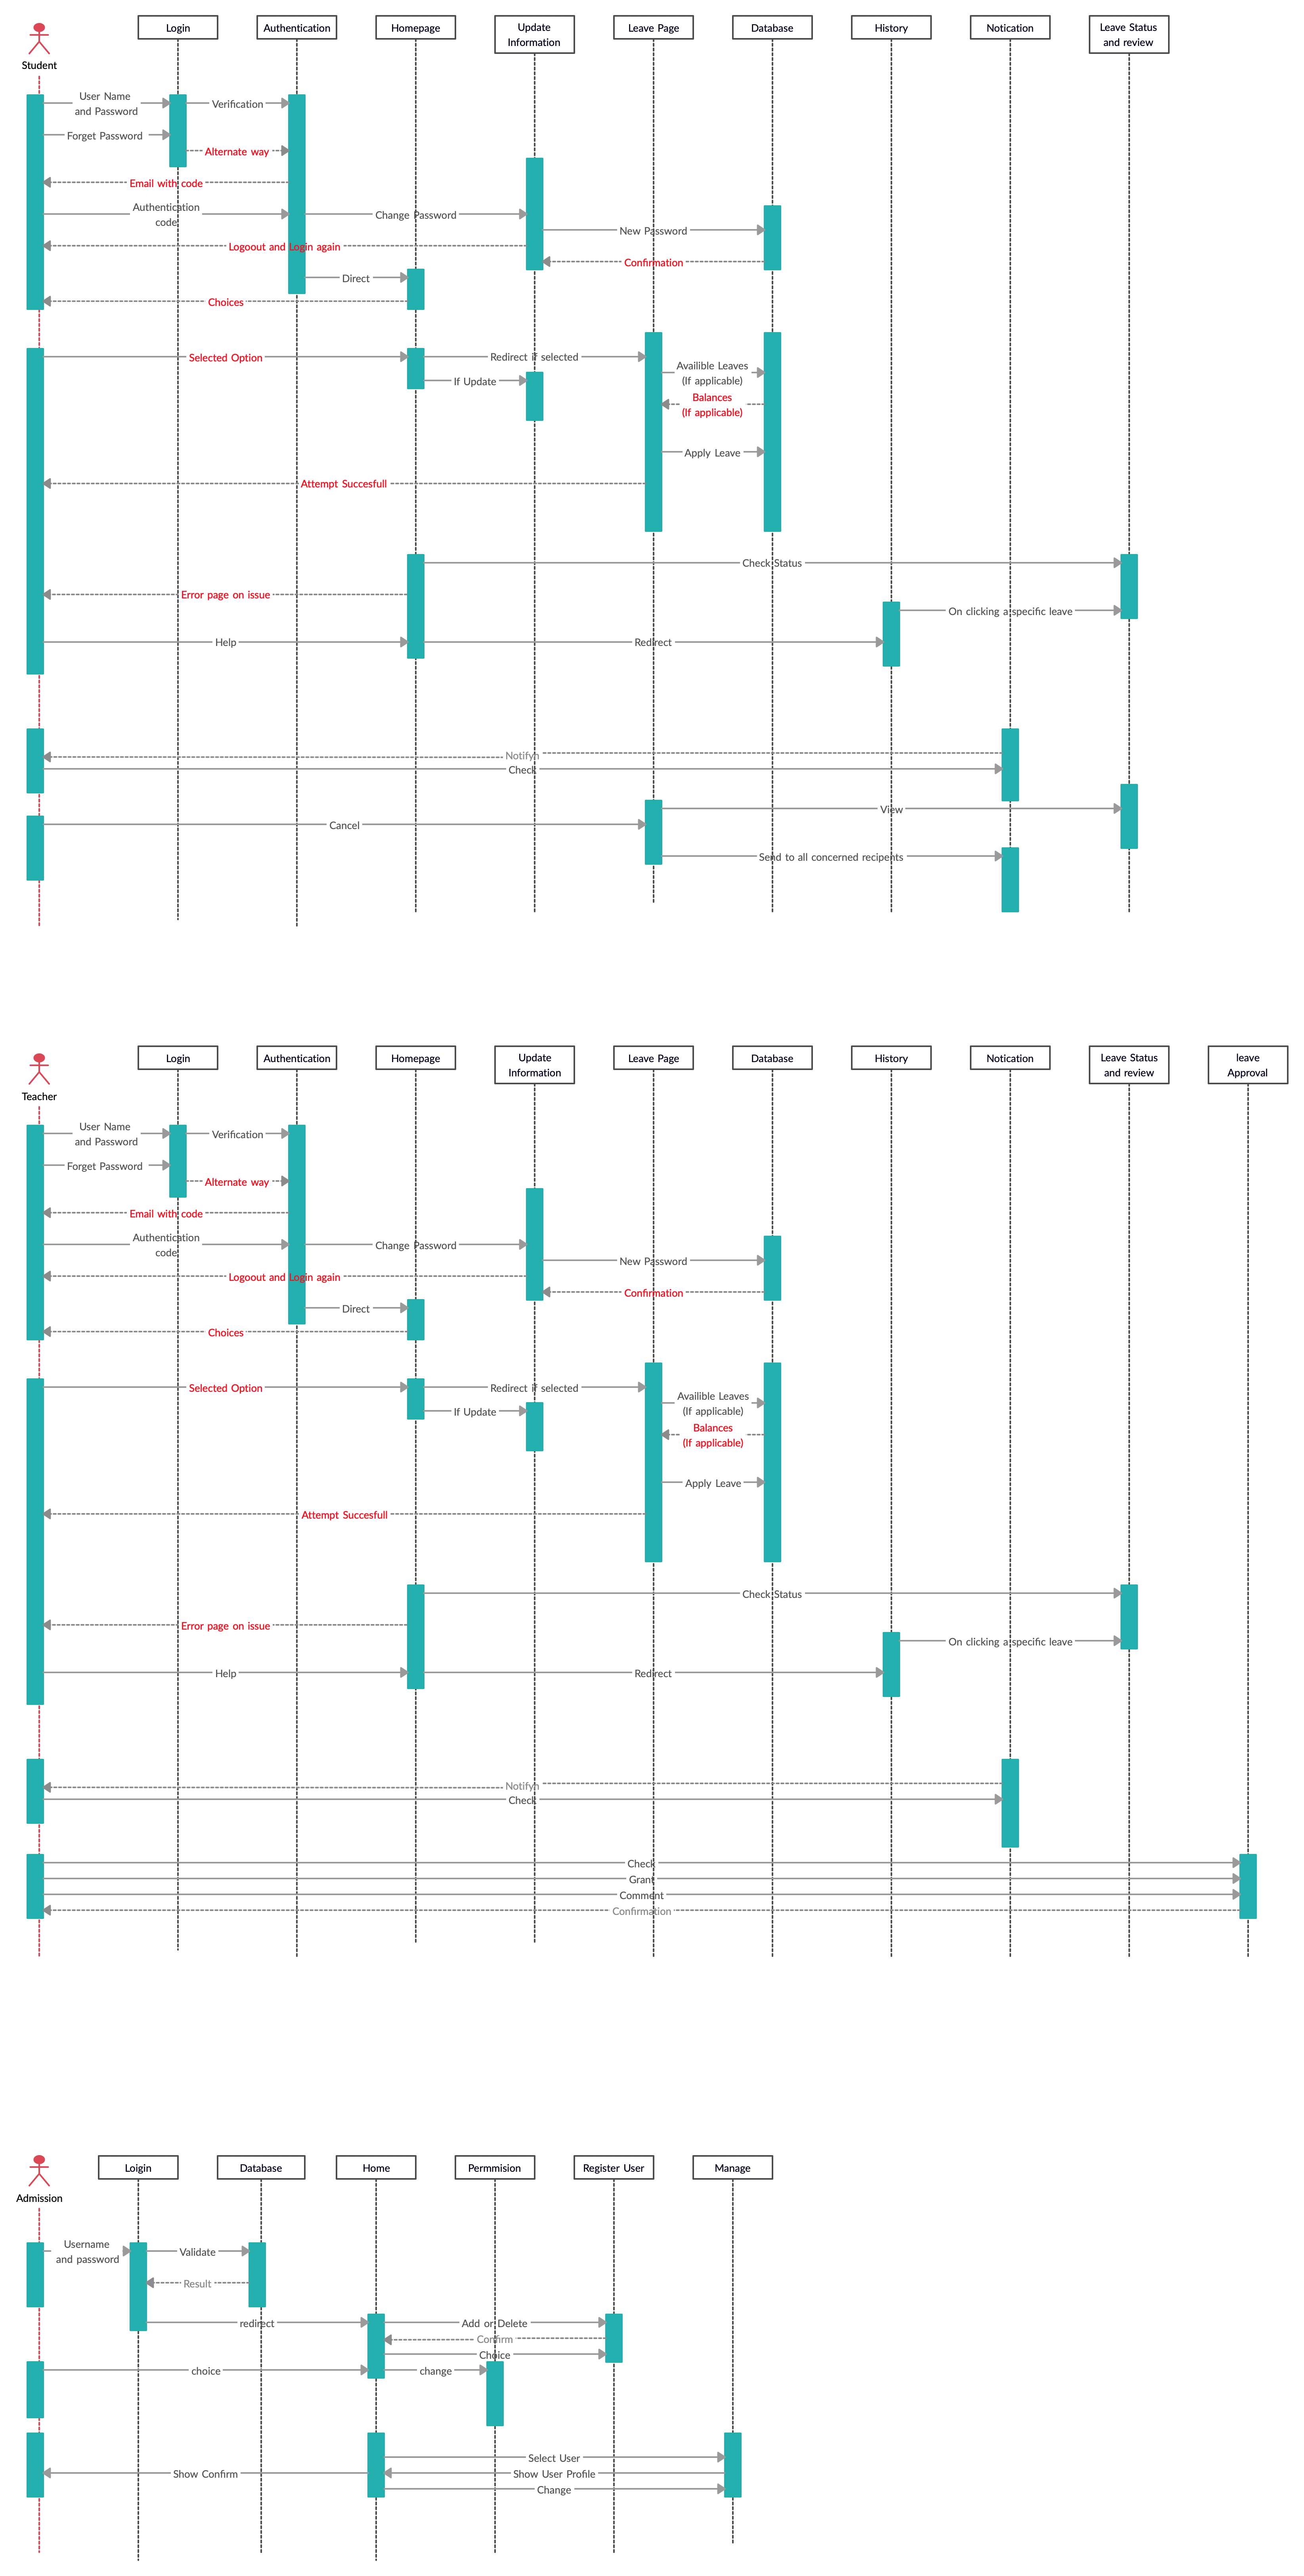 Login
Authentication
Homepage
Update
Information
Leave Page
Database
History
Notication
Leave Status
and review
Student
User Name
and Password
Verification
Forget Password
Alternate way
Email with code
Authentication
code
Change Password
New Password
Logoout and Login again
Confirmation
Direct
Choices
Selected Option
Redirect if selected
Availible Leaves
(If applicable)
If Update
Balances
(If applicable)
Apply Leave
Attempt Succesfull
Check Status
Error page on issue
On clicking a specific leave
Help
Redirect
Notifyn
Check
View
Cancel
Send to all concerned recipents
Login
Authentication
Homepage
Update
Information
Leave Page
Database
History
Notication
Leave Status
and review
leave
Approval
Teacher
User Name
and Password
Verification
Forget Password
Alternate way
Email with code
Authentication
code
Change Password
New Password
Logoout and Login again
Confirmation
Direct
Choices
Selected Option
Redirect if selected
Availible Leaves
(If applicable)
If Update
Balances
(If applicable)
Apply Leave
Attempt Succesfull
Check Status
Error page on issue
On clicking a specific leave
Help
Redirect
Notifyn
Check
Check
Grant
Comment
Confirmation
Loigin
Database
Home
Permmision
Register User
Manage
Admission
Username
and password
Validate
Result
redirect
Add or Delete
Confirm
Choice
choice
change
Select User
Show Confirm
Show User Profile
Change